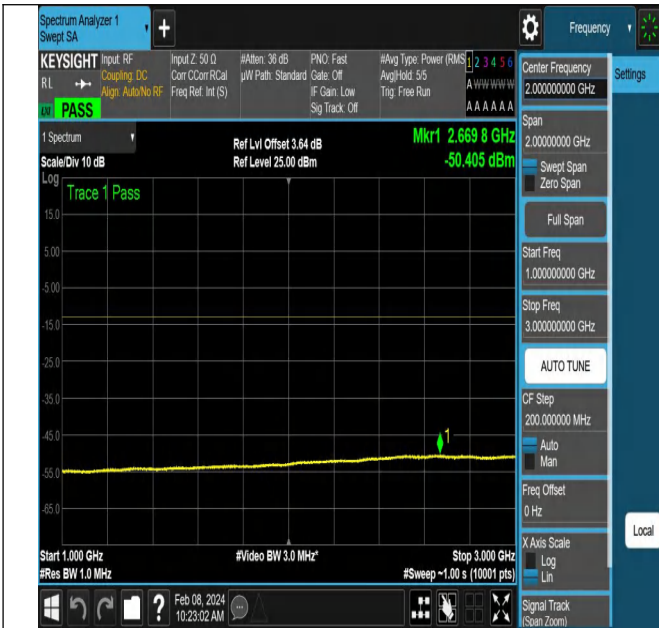 Spectrum Analyzer 1
Swept SA
+
Frequency
KEYSIGHT
RL
PASS
Input: RF
Coupling: DC
Align: Auto/No RF
Input Z: 50 Ω
Corr CCorr RCal
Freq Ref: Int (S)
#Atten: 36 dB
µW Path: Standard
PNO: Fast
Gate: Off
IF Gain: Low
Sig Track: Off
#Avg Type: Power (RMS
Avg|Hold: 5/5
Trig: Free Run
1 2 3 4 5 6
A W W W W W
A A A A A A
1 Spectrum
Scale/Div 10 dB
Ref Lvl Offset 3.64 dB
Ref Level 25.00 dBm
Mkr1 2.669 8 GHz
-50.405 dBm
Log
Trace 1 Pass
15.0
5.00
-5.00
-15.0
-25.0
-35.0
-45.0
-55.0
-65.0
1
Start 1.000 GHz
#Res BW 1.0 MHz
#Video BW 3.0 MHz*
Stop 3.000 GHz
#Sweep ~1.00 s (10001 pts)
?
Feb 08, 2024
10:23:02 AM
Center Frequency
2.000000000 GHz
Settings
Span
2.00000000 GHz
Swept Span
Zero Span
Full Span
Start Freq
1.000000000 GHz
Stop Freq
3.000000000 GHz
AUTO TUNE
CF Step
200.000000 MHz
Auto
Man
Freq Offset
0 Hz
Local
X Axis Scale
Log
Lin
Signal Track
(Span Zoom)